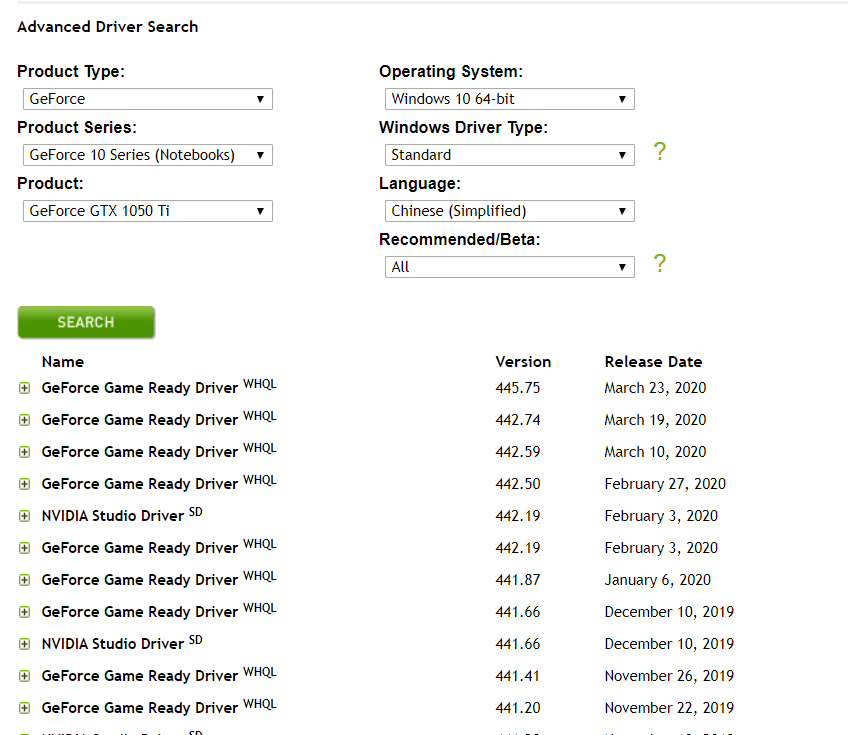 Advanced Driver Search
Product Type: Operating System:
GeForce Windows 10 64-bit
Product Series: Windows Driver Type:
GeForce 10 Series (Notebooks) Standard ?
Product: Language:
GeForce GTX 1050 Ti Chinese (Simplified)
Recommended/Beta:
All ?
SEARCH
Name Version Release Date
GeForce Game Ready Driver WHQL 445.75 March 23, 2020
GeForce Game Ready Driver WHQL 442.74 March 19, 2020
GeForce Game Ready Driver WHQL 442.59 March 10, 2020
GeForce Game Ready Driver WHQL 442.50 February 27, 2020
NVIDIA Studio Driver SD 442.19 February 3, 2020
GeForce Game Ready Driver WHQL 442.19 February 3, 2020
GeForce Game Ready Driver WHQL 441.87 January 6, 2020
GeForce Game Ready Driver WHQL 441.66 December 10, 2019
NVIDIA Studio Driver SD 441.66 December 10, 2019
GeForce Game Ready Driver WHQL 441.41 November 26, 2019
GeForce Game Ready Driver WHQL 441.20 November 22, 2019
SD